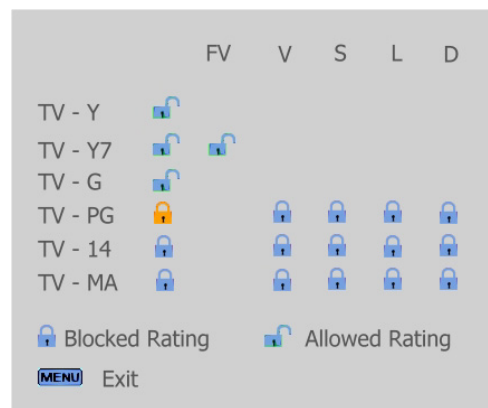 FV V S L D
TV - Y
TV - Y7
TV - G
TV - PG
TV - 14
TV - MA
Blocked Rating Allowed Rating
MENU Exit